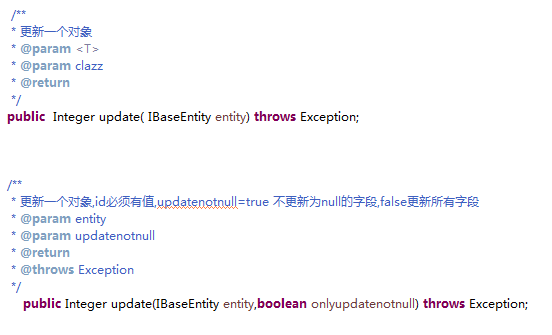 /**
* 更新一个对象
* @param <T>
* @param clazz
* @return
*/
public  Integer update( IBaseEntity entity) throws Exception;
/**
* 更新一个对象,id必须有值,updatenotnull=true 不更新为null的字段,false更新所有字段
* @param entity
* @param updatenotnull
* @return
* @throws Exception
*/
public Integer update(IBaseEntity entity,boolean onlyupdatenotnull) throws Exception;